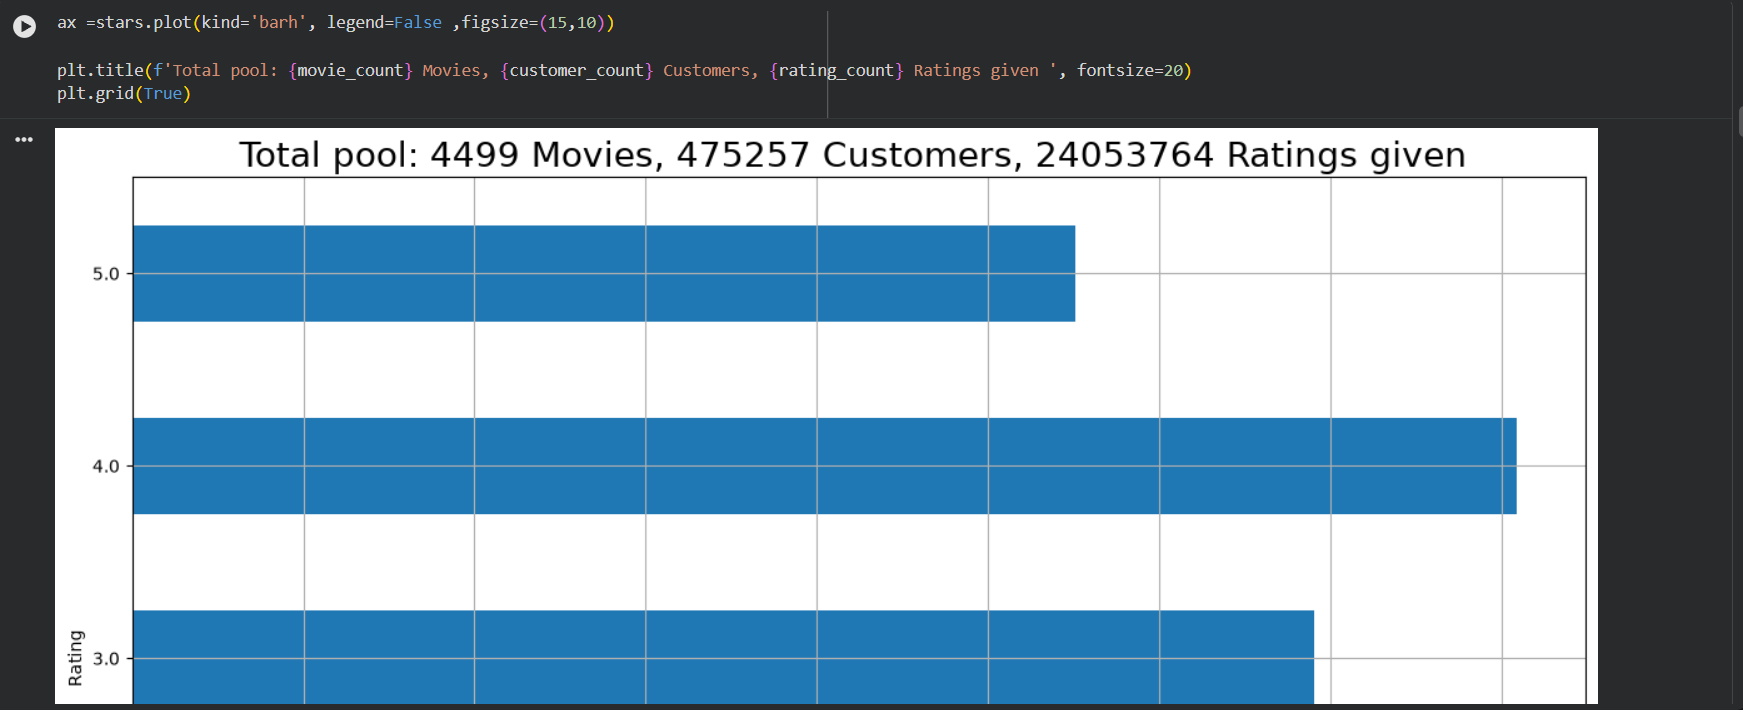 ax =stars.plot(kind='barh', legend=False ,figsize=(15,10))
plt.title(f'Total pool: {movie_count} Movies, {customer_count} Customers, {rating_count} Ratings given ', fontsize=20)
plt.grid(True)
Total pool: 4499 Movies, 475257 Customers, 24053764 Ratings given
5.0
4.0
Rating
3.0